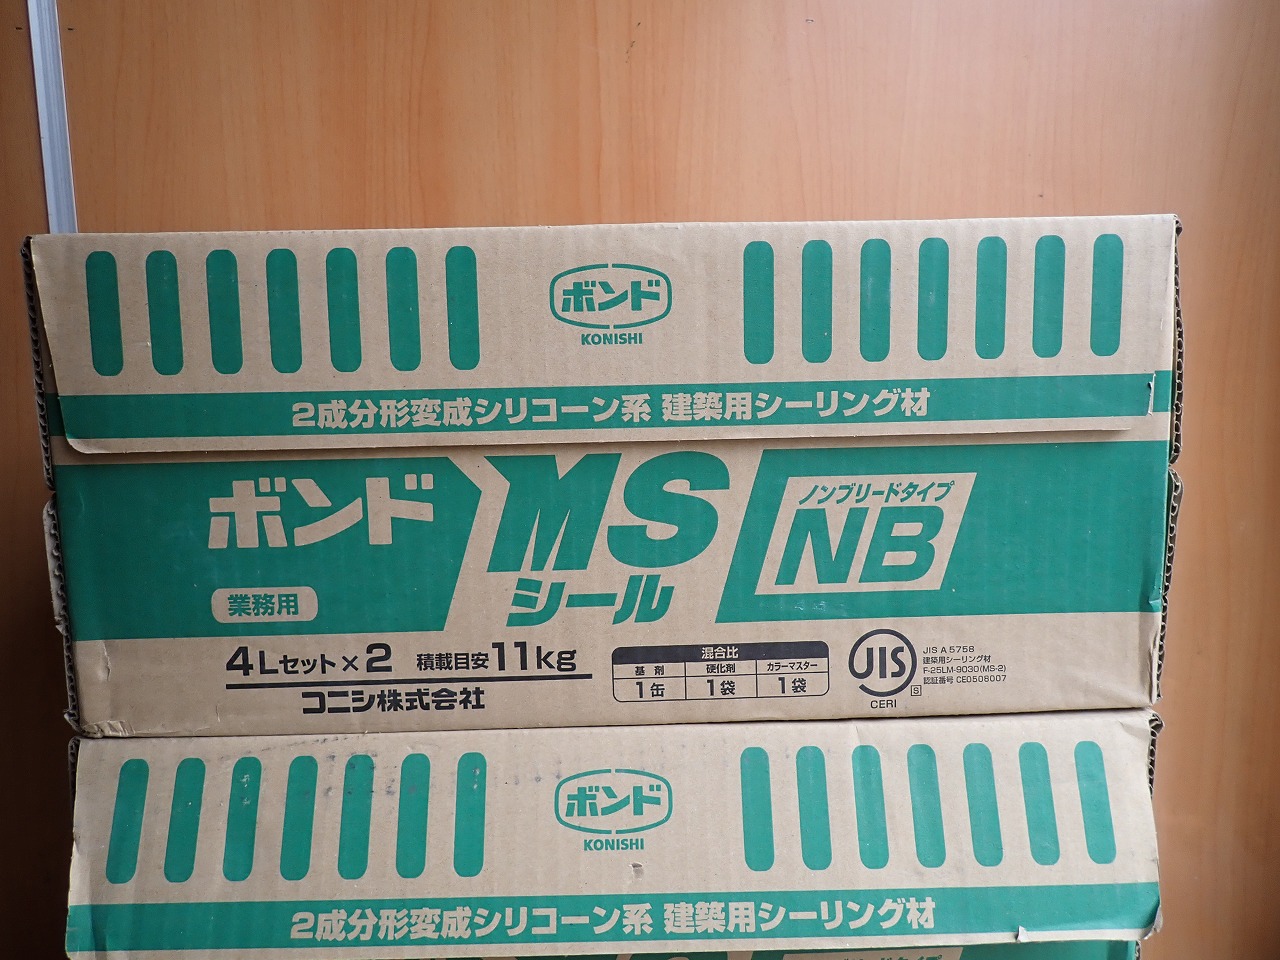 ボンド
KONISHI
2成分形変成シリコーン系 建築用シーリング材
ボンド
業務用
MS
シール
ノンブリードタイプ
NB
4Lセット×2 積載目安11kg
コニシ株式会社
混合比
基剤 硬化剤 カラーマスター
1缶 1袋 1袋
JIS
S
CERI
JIS A 5758
建築用シーリング材
F-25LM-9030(MS-2)
認証番号 CE0508007
ボンド
KONISHI
2成分形変成シリコーン系 建築用シーリング材